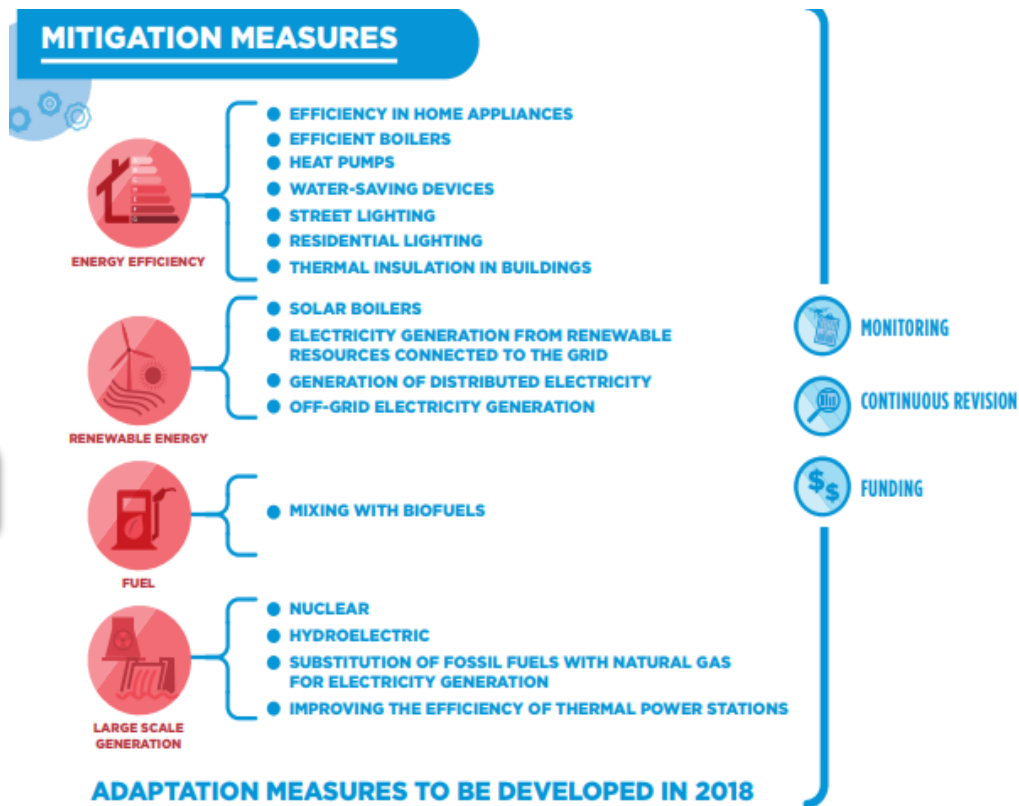 MITIGATION MEASURES
EFFICIENCY IN HOME APPLIANCES
EFFICIENT BOILERS
HEAT PUMPS
WATER-SAVING DEVICES
STREET LIGHTING
RESIDENTIAL LIGHTING
THERMAL INSULATION IN BUILDINGS
ENERGY EFFICIENCY
SOLAR BOILERS
ELECTRICITY GENERATION FROM RENEWABLE
RESOURCES CONNECTED TO THE GRID
GENERATION OF DISTRIBUTED ELECTRICITY
OFF-GRID ELECTRICITY GENERATION
RENEWABLE ENERGY
MIXING WITH BIOFUELS
FUEL
NUCLEAR
HYDROELECTRIC
SUBSTITUTION OF FOSSIL FUELS WITH NATURAL GAS
FOR ELECTRICITY GENERATION
IMPROVING THE EFFICIENCY OF THERMAL POWER STATIONS
LARGE SCALE
GENERATION
MONITORING
CONTINUOUS REVISION
$$
FUNDING
ADAPTATION MEASURES TO BE DEVELOPED IN 2018